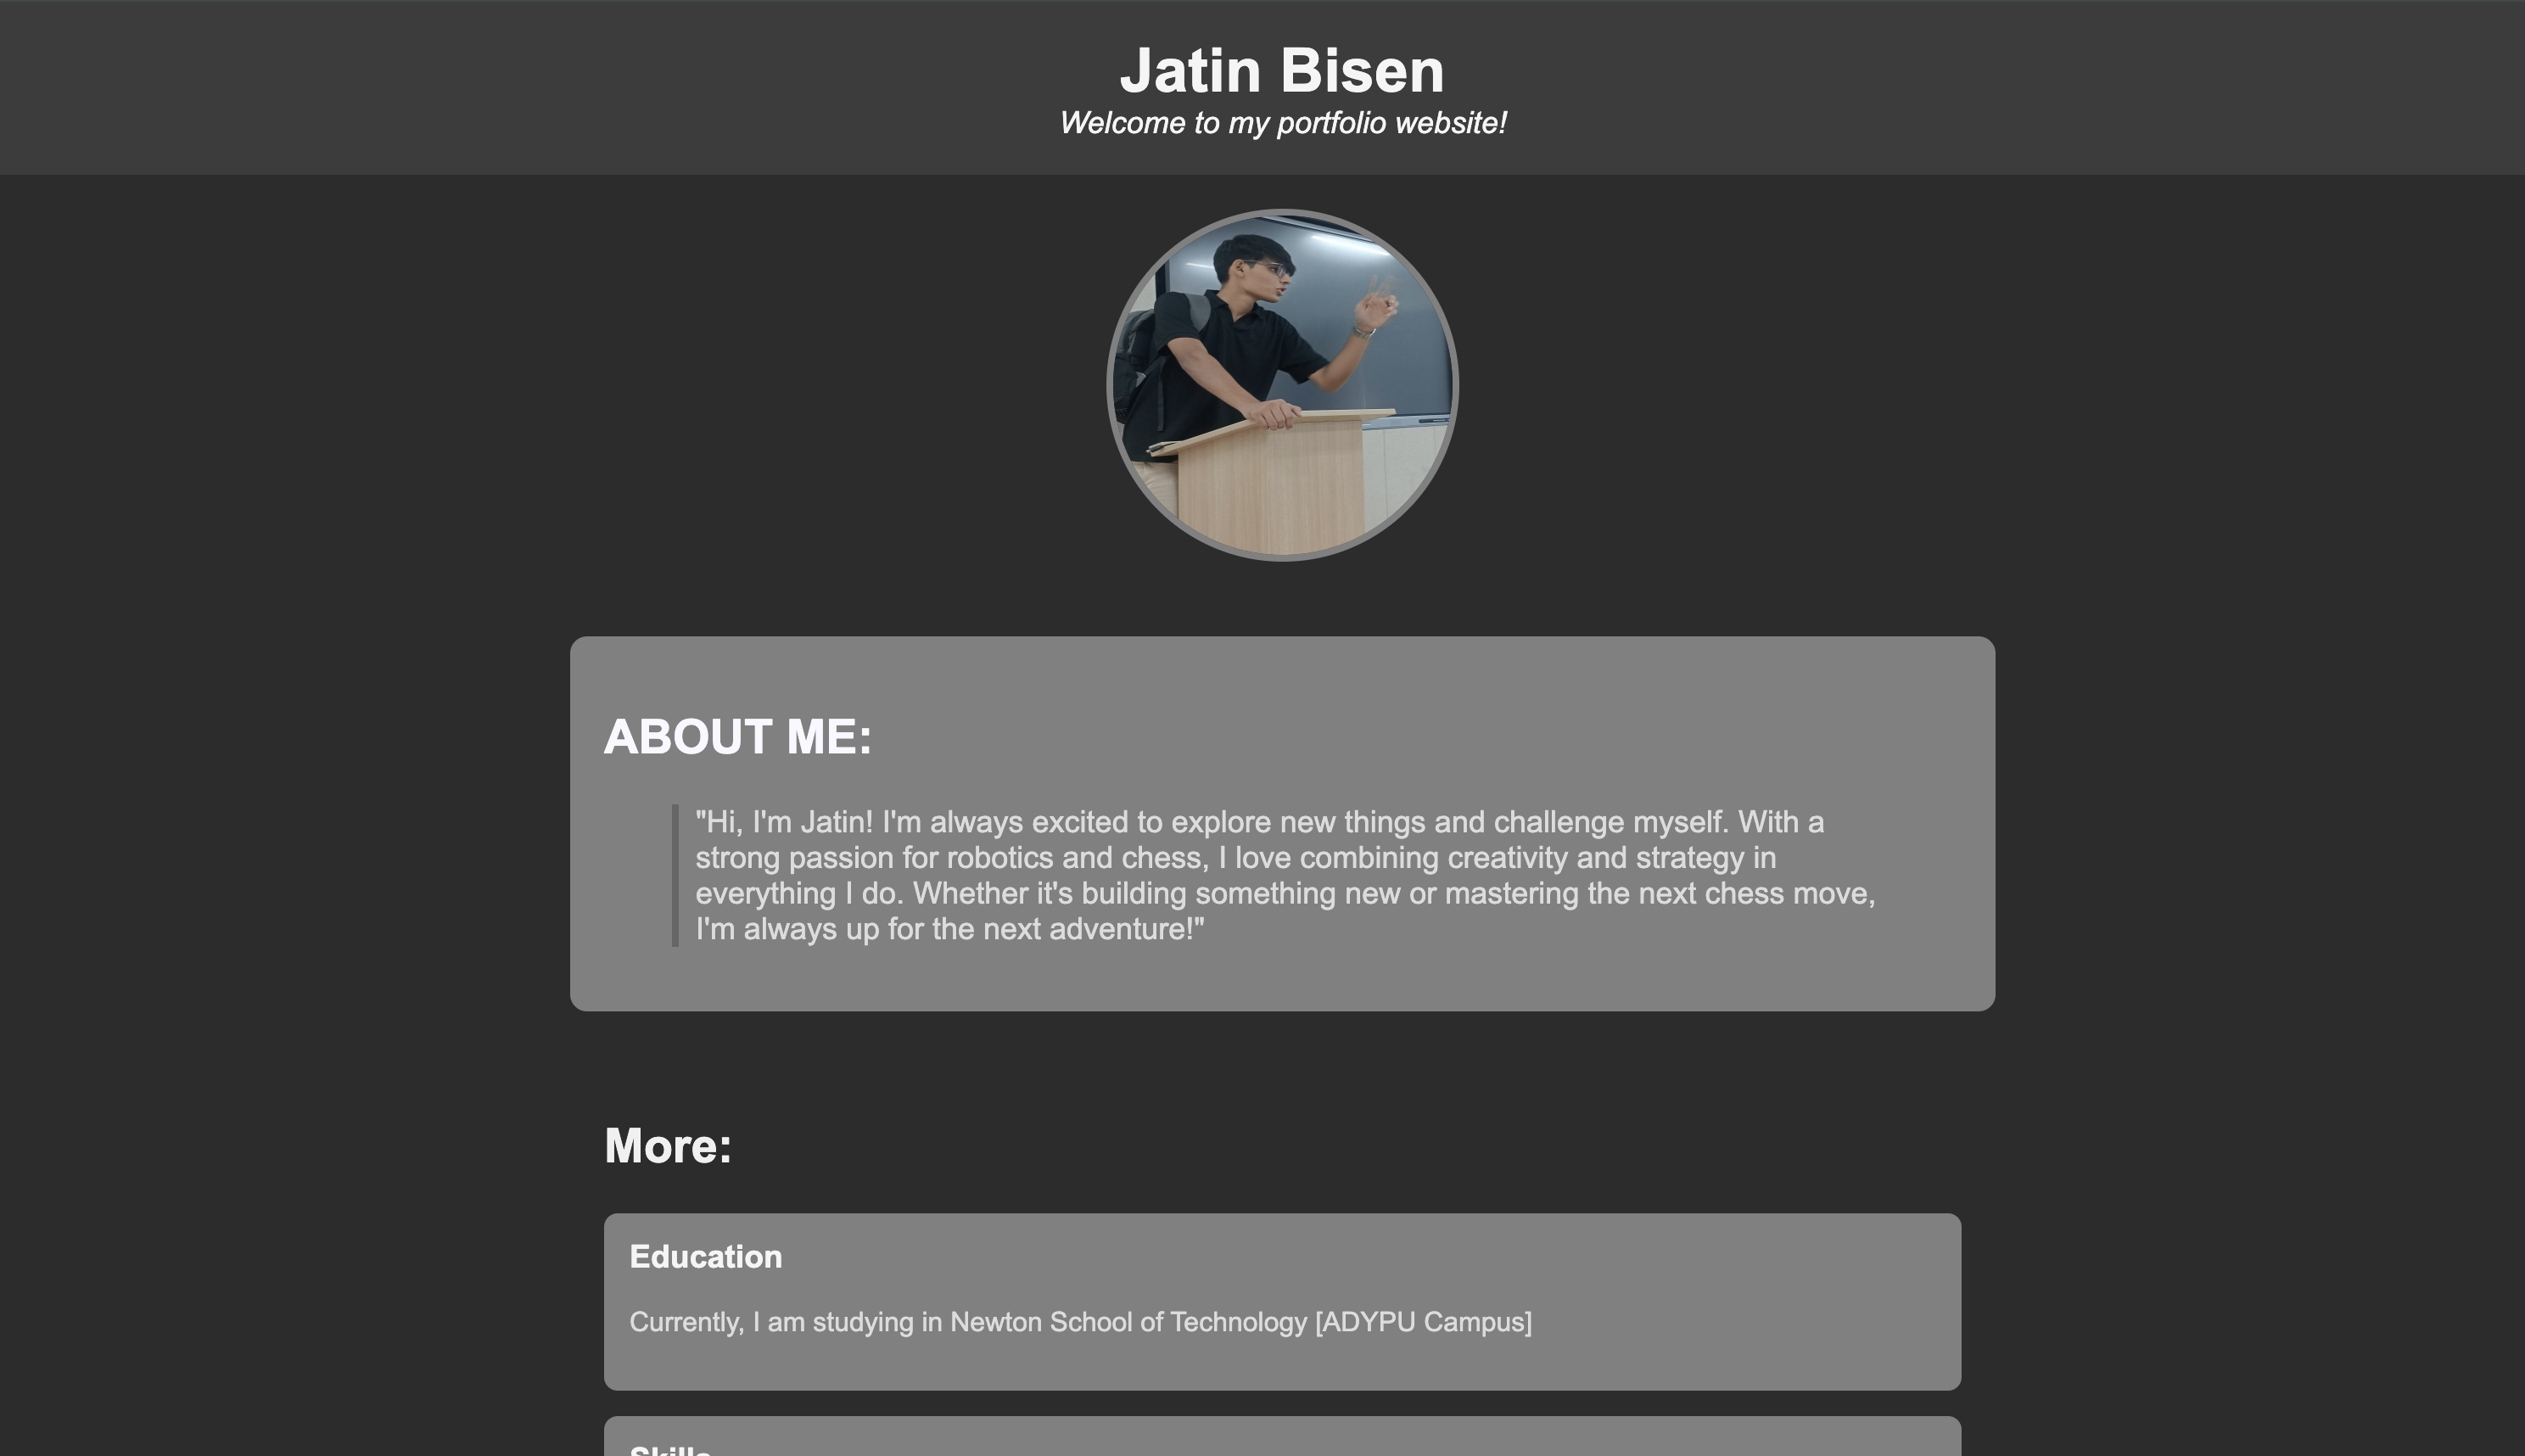 Jatin Bisen
Welcome to my portfolio website!
ABOUT ME:
"Hi, I'm Jatin! I'm always excited to explore new things and challenge myself. With a
strong passion for robotics and chess, I love combining creativity and strategy in
everything I do. Whether it's building something new or mastering the next chess move,
I'm always up for the next adventure!"
More:
Education
Currently, I am studying in Newton School of Technology [ADYPU Campus]
Skills